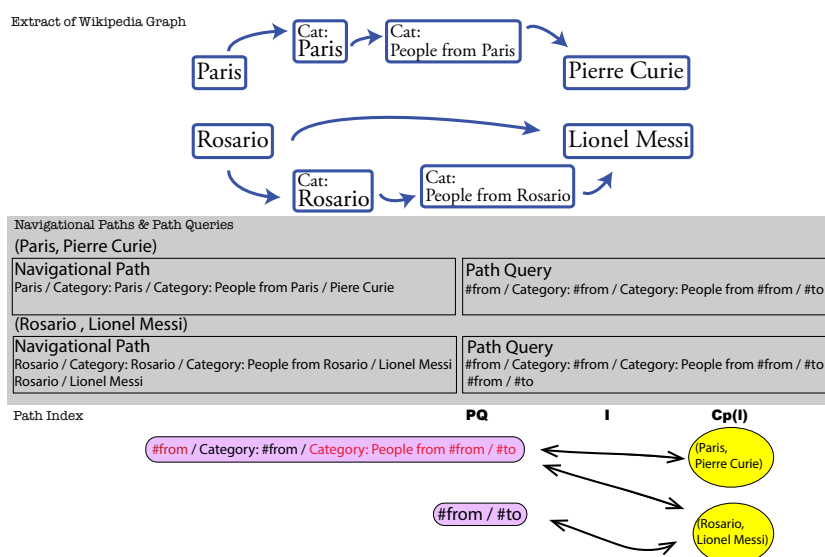 Extract of Wikipedia Graph
Cat:
Paris
Cat:
People from Paris
Paris
Pierre Curie
Rosario
Lionel Messi
Cat:
Rosario
Cat:
People from Rosario
Navigational Paths & Path Queries
(Paris, Pierre Curie)
Navigational Path
Paris / Category: Paris / Category: People from Paris / Piere Curie
Path Query
#from / Category: #from / Category: People from #from / #to
(Rosario , Lionel Messi)
Navigational Path
Rosario / Category: Rosario / Category: People from Rosario / Lionel Messi
Rosario / Lionel Messi
Path Query
#from / Category: #from / Category: People from #from / #to
#from / #to
Path Index
PQ I Cp(I)
#from / Category: #from / Category: People from #from / #to
(Paris,
Pierre Curie)
#from / #to
(Rosario,
Lionel Messi)